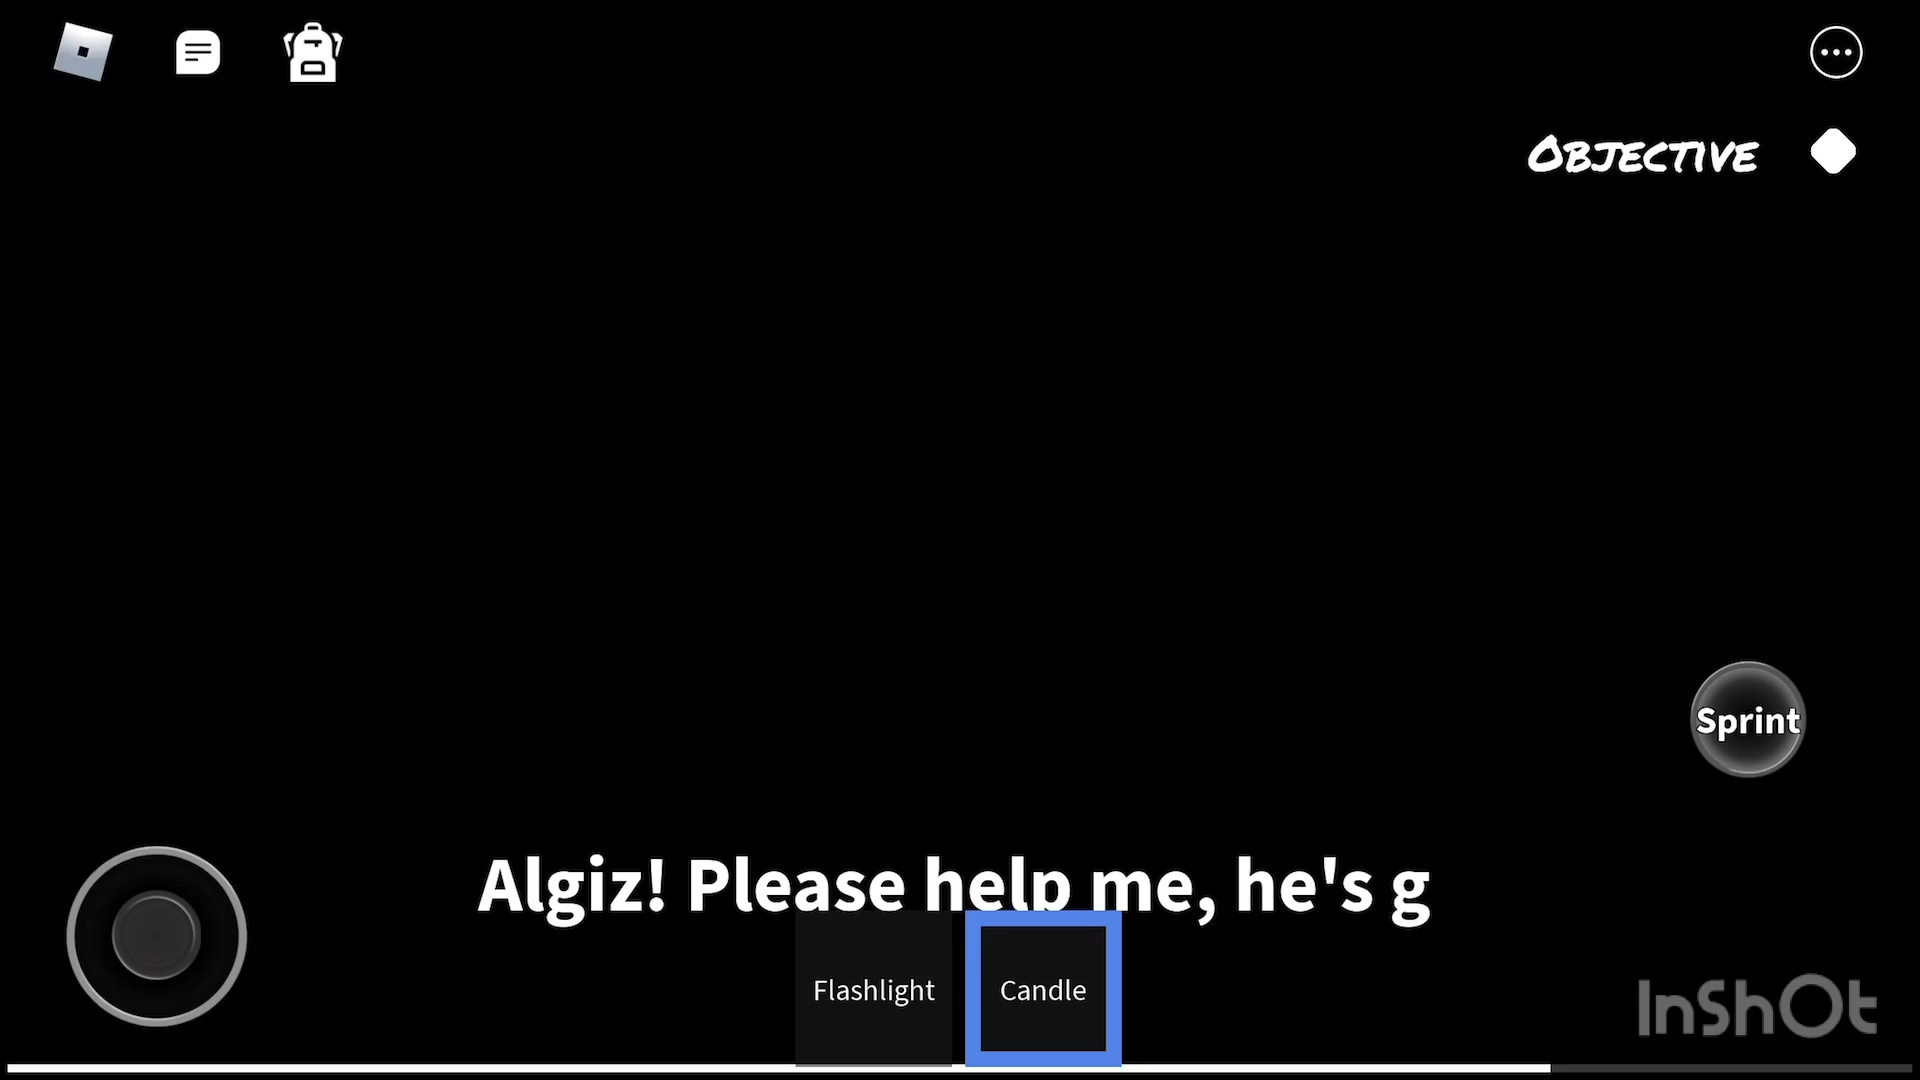 OBJECTIVE
Sprint
Algiz! Please help me, he's g
Flashlight
Candle
InShOt